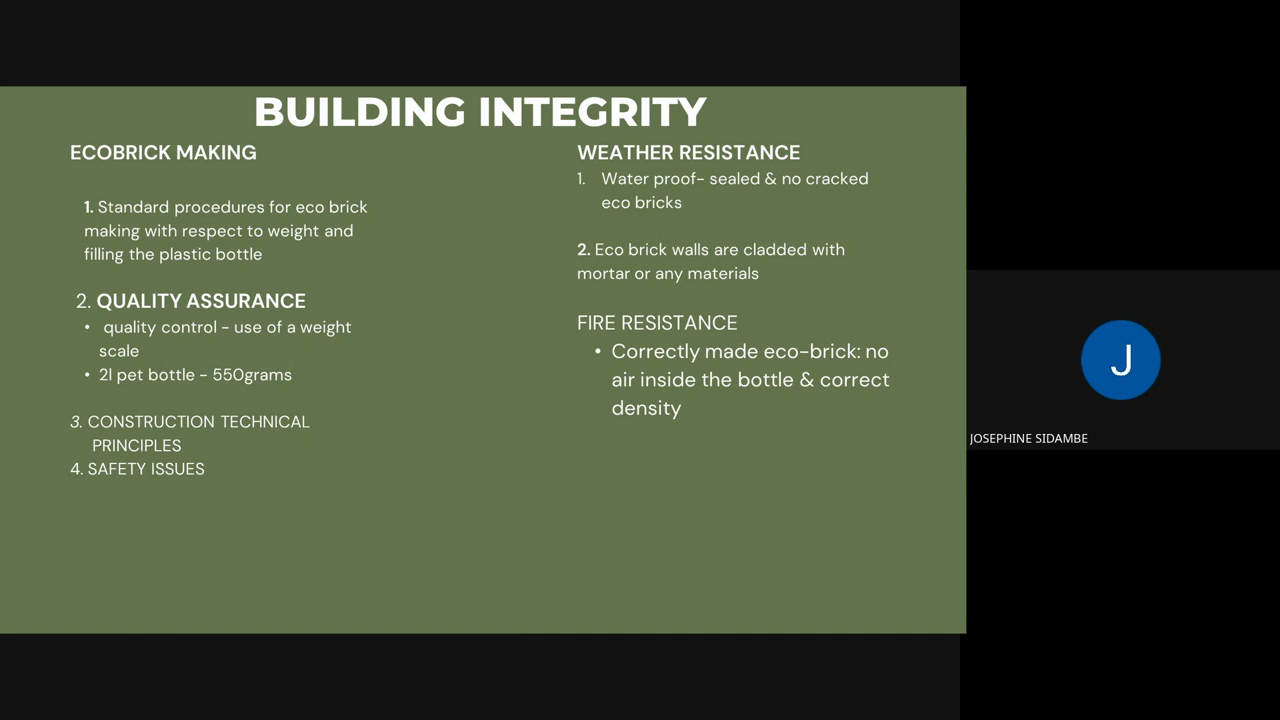 BUILDING INTEGRITY
ECOBRICK MAKING
1. Standard procedures for eco brick
making with respect to weight and
filling the plastic bottle
2. QUALITY ASSURANCE
• quality control - use of a weight
scale
• 2l pet bottle - 550grams
3. CONSTRUCTION TECHNICAL
PRINCIPLES
4. SAFETY ISSUES
WEATHER RESISTANCE
1. Water proof- sealed & no cracked
eco bricks
2. Eco brick walls are cladded with
mortar or any materials
FIRE RESISTANCE
• Correctly made eco-brick: no
air inside the bottle & correct
density
J
JOSEPHINE SIDAMBE